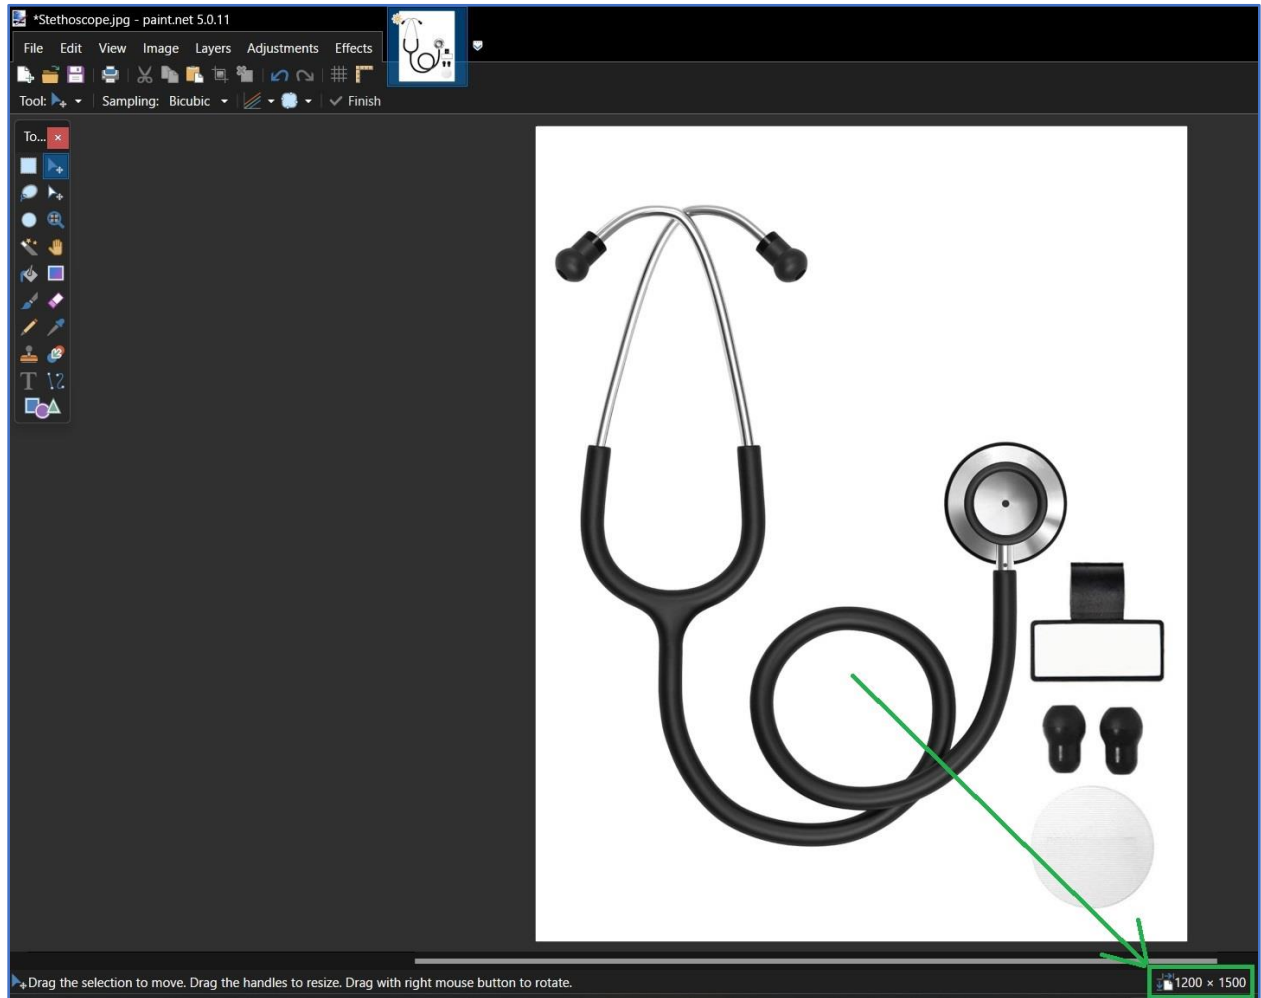 *Stethoscope.jpg - paint.net 5.0.11
File Edit View Image Layers Adjustments Effects
Tool: Sampling: Bicubic Finish
To...
Drag the selection to move. Drag the handles to resize. Drag with right mouse button to rotate.
1200 × 1500